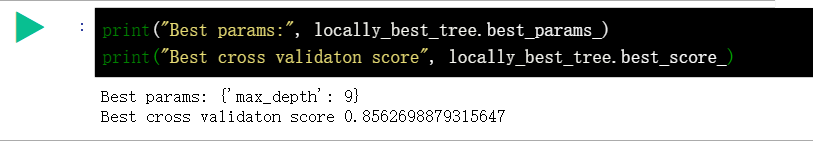 : print("Best params:", locally_best_tree.best_params_)
print("Best cross validaton score", locally_best_tree.best_score_)
Best params: {'max_depth': 9}
Best cross validaton score 0.8562698879315647